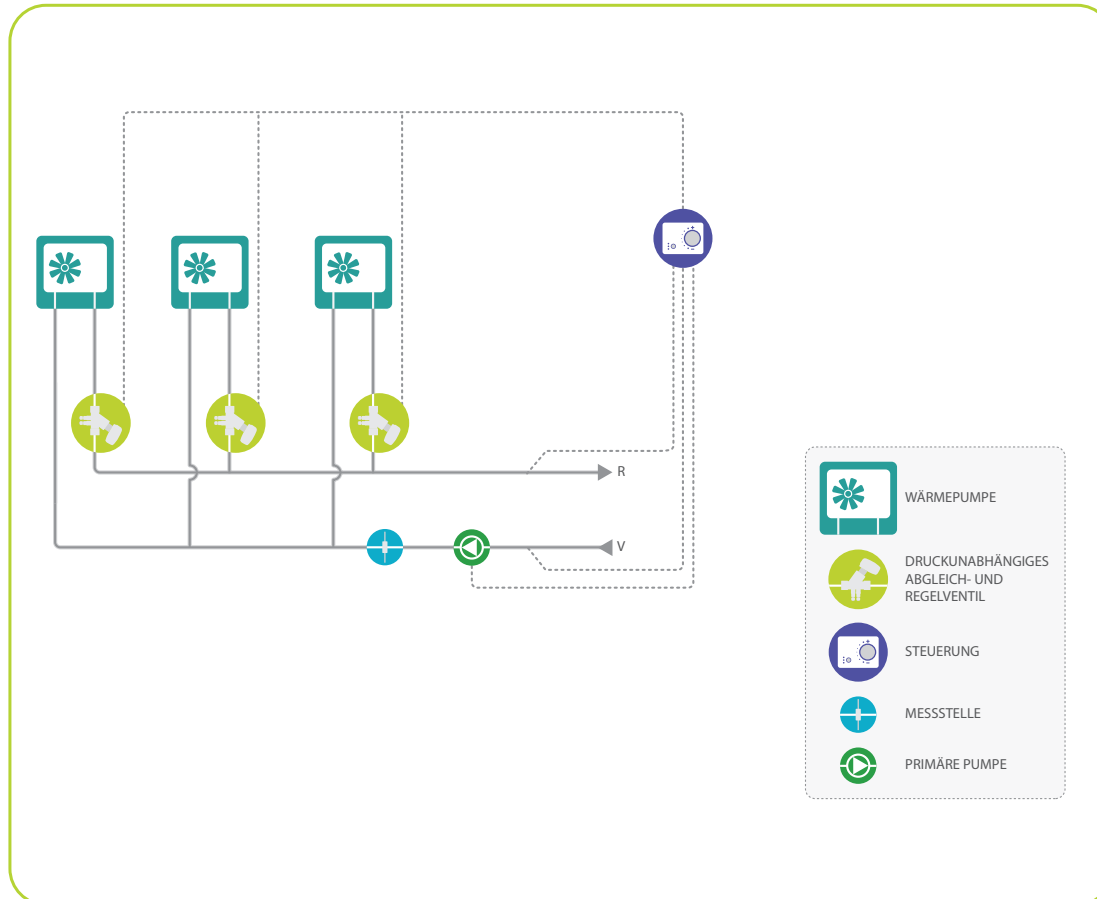 R
V
WÄRMEPUMPE
DRUCKUNABHÄNGIGES
ABGLEICH- UND
REGELVENTIL
STEUERUNG
MESSSTELLE
PRIMÄRE PUMPE